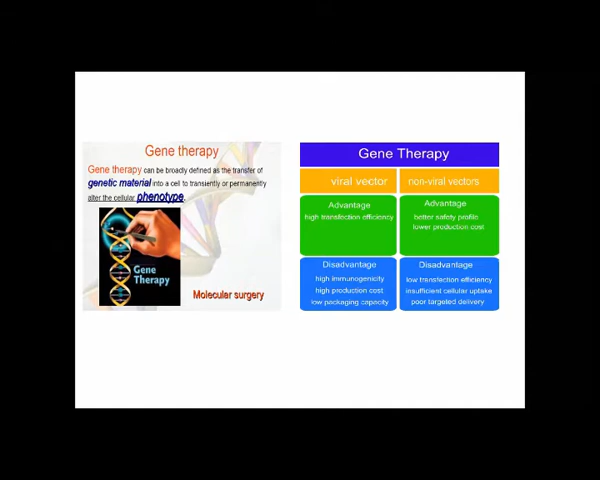 Gene therapy
Gene therapy can be broadly defined as the transfer of
genetic material into a cell to transiently or permanently
alter the cellular phenotype.
Gene
Therapy
Molecular surgery
Gene Therapy
viral vector
non-viral vectors
Advantage
high transfection efficiency
Advantage
better safety profile
lower production cost
Disadvantage
high immunogenicity
high production cost
low packaging capacity
Disadvantage
low transfection efficiency
insufficient cellular uptake
poor targeted delivery